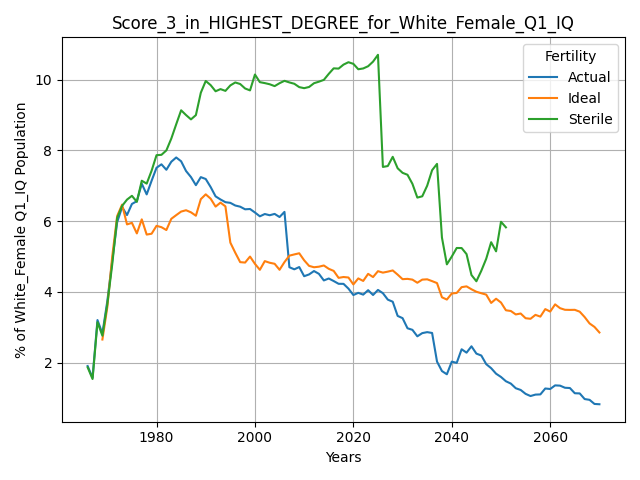 Score_3_in_HIGHEST_DEGREE_for_White_Female_Q1_IQ
% of White_Female Q1_IQ Population
10
8
6
4
2
Fertility
Actual
Ideal
Sterile
1980 2000 2020 2040 2060
Years